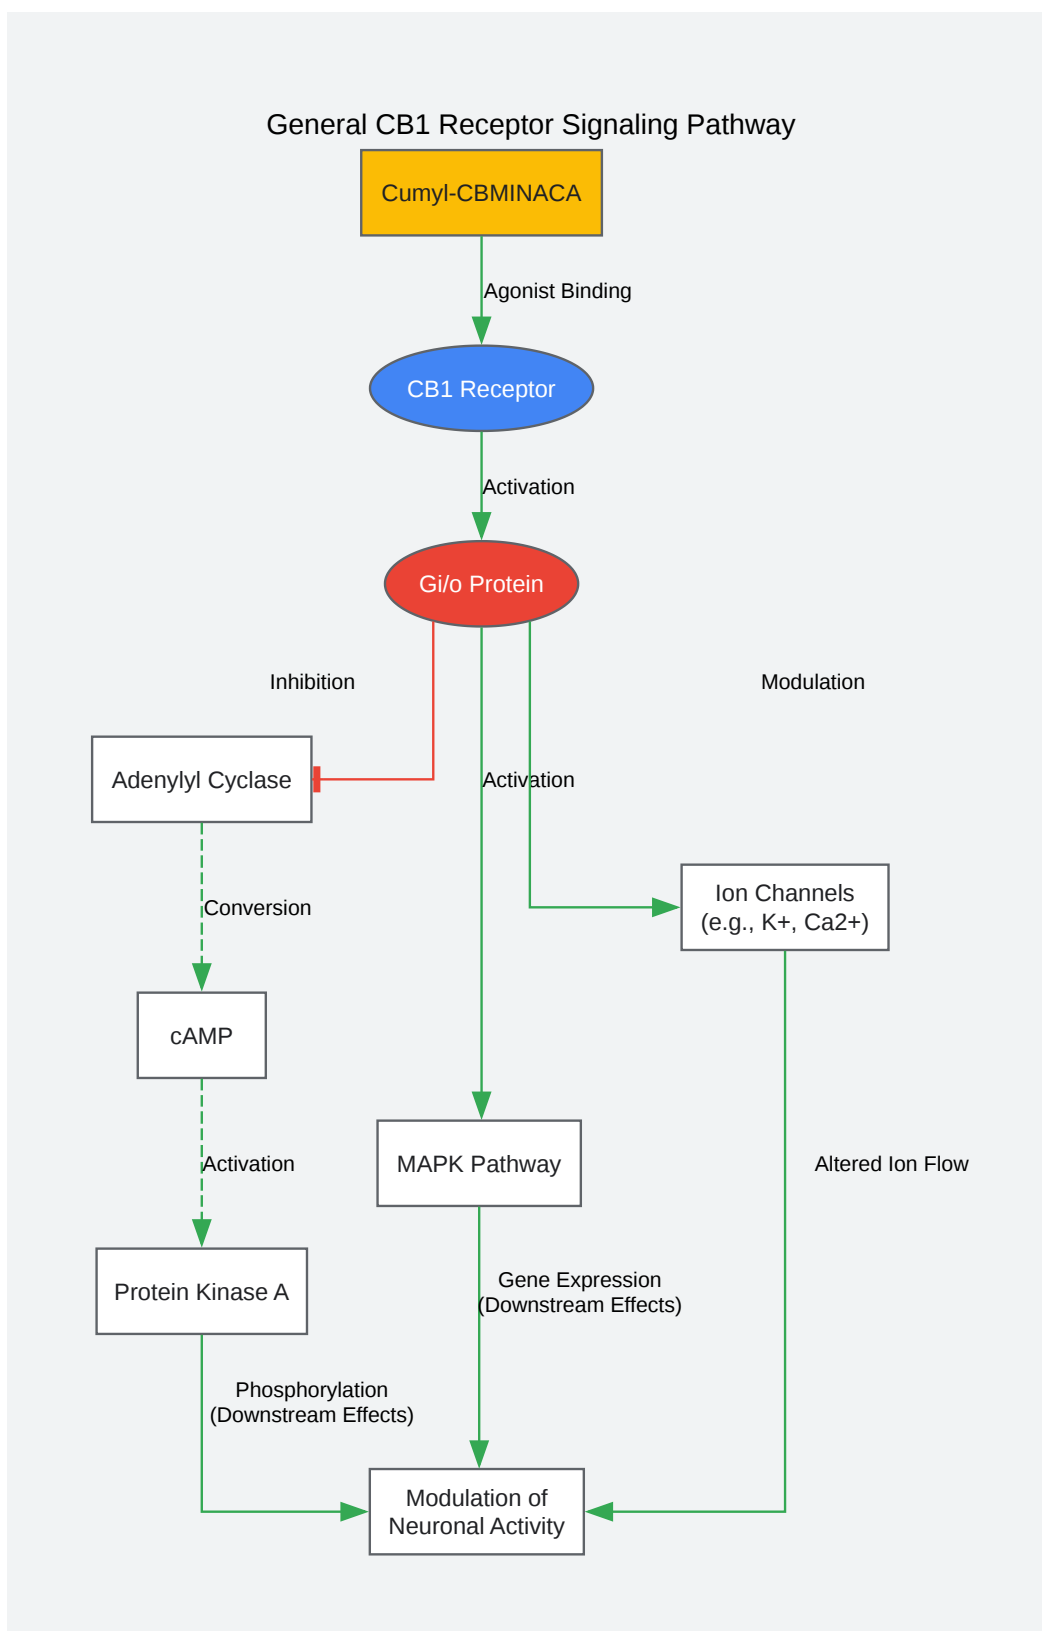 General CB1 Receptor Signaling Pathway
Cumyl-CBMINACA
Agonist Binding
CB1 Receptor
Activation
Gi/o Protein
Inhibition
Modulation
Adenylyl Cyclase
Activation
Ion Channels
(e.g., K+, Ca2+)
Conversion
cAMP
Activation
MAPK Pathway
Altered Ion Flow
Protein Kinase A
Gene Expression
(Downstream Effects)
Phosphorylation
(Downstream Effects)
Modulation of
Neuronal Activity